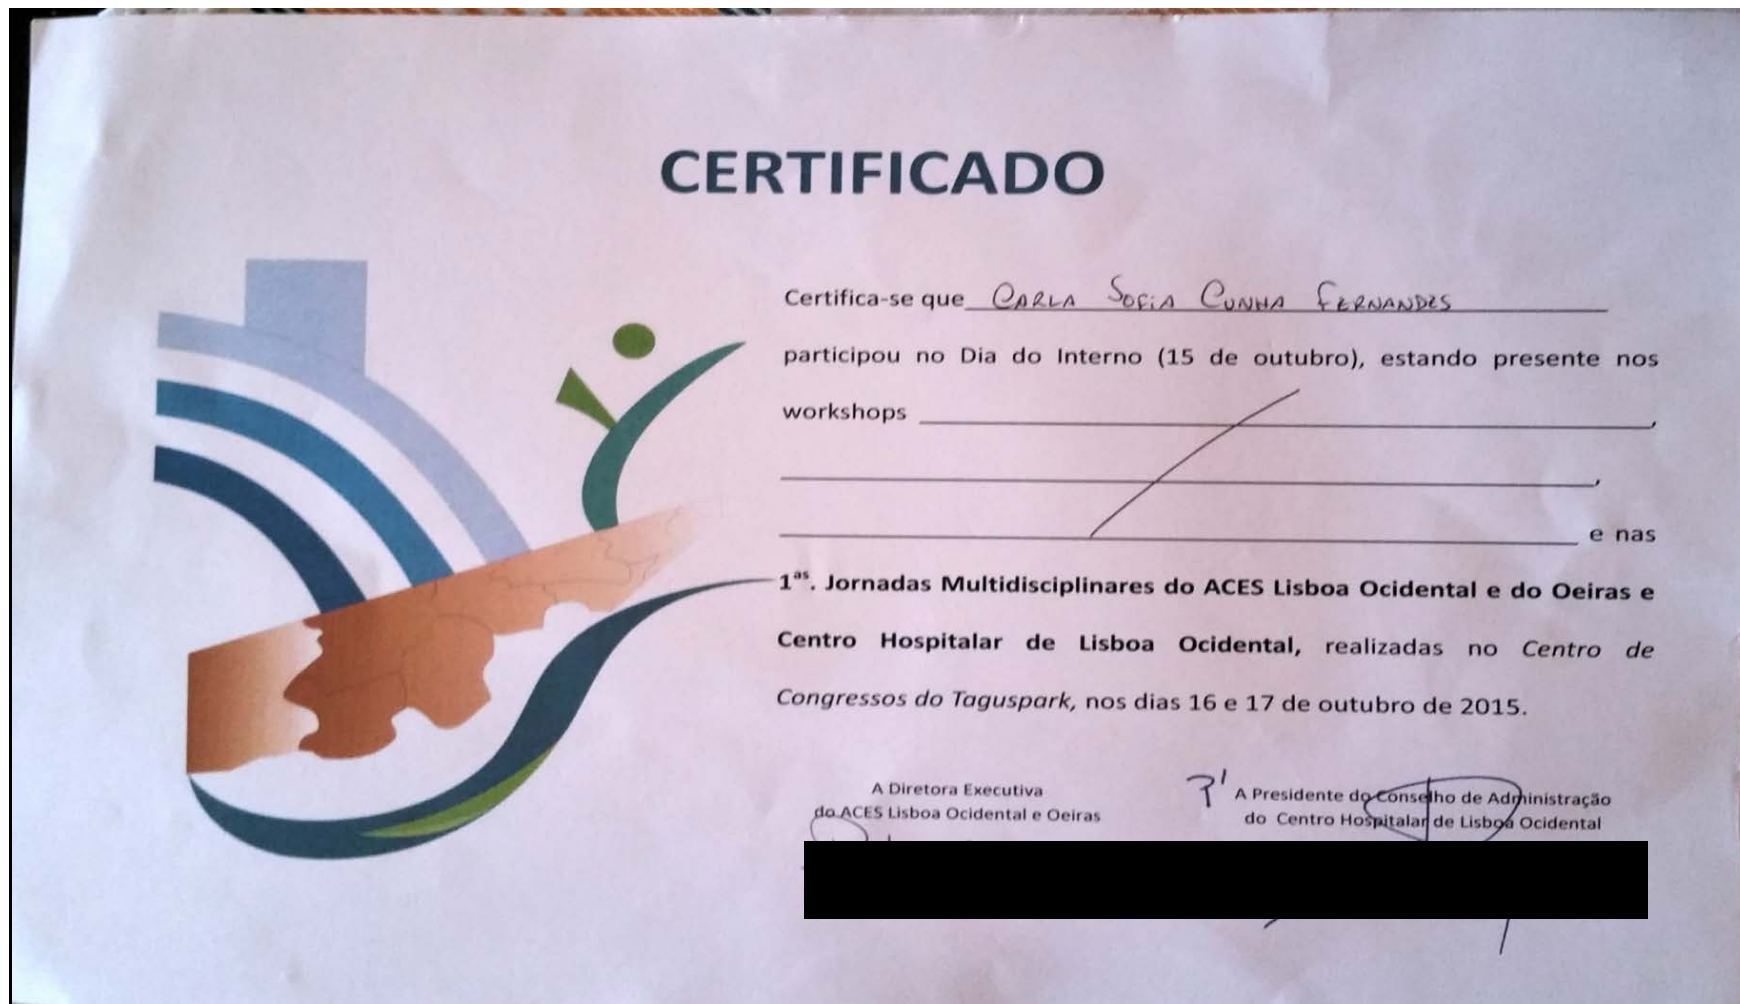 CERTIFICADO
Certifica-se que CARLA SOFIA CUNHA FERNANDES
participou no Dia do Interno (15 de outubro), estando presente nos
workshops ,
,
e nas
1as. Jornadas Multidisciplinares do ACES Lisboa Ocidental e do Oeiras e
Centro Hospitalar de Lisboa Ocidental, realizadas no Centro de
Congressos do Taguspark, nos dias 16 e 17 de outubro de 2015.
A Diretora Executiva
do ACES Lisboa Ocidental e Oeiras
P' A Presidente do Conselho de Administração
do Centro Hospitalar de Lisboa Ocidental